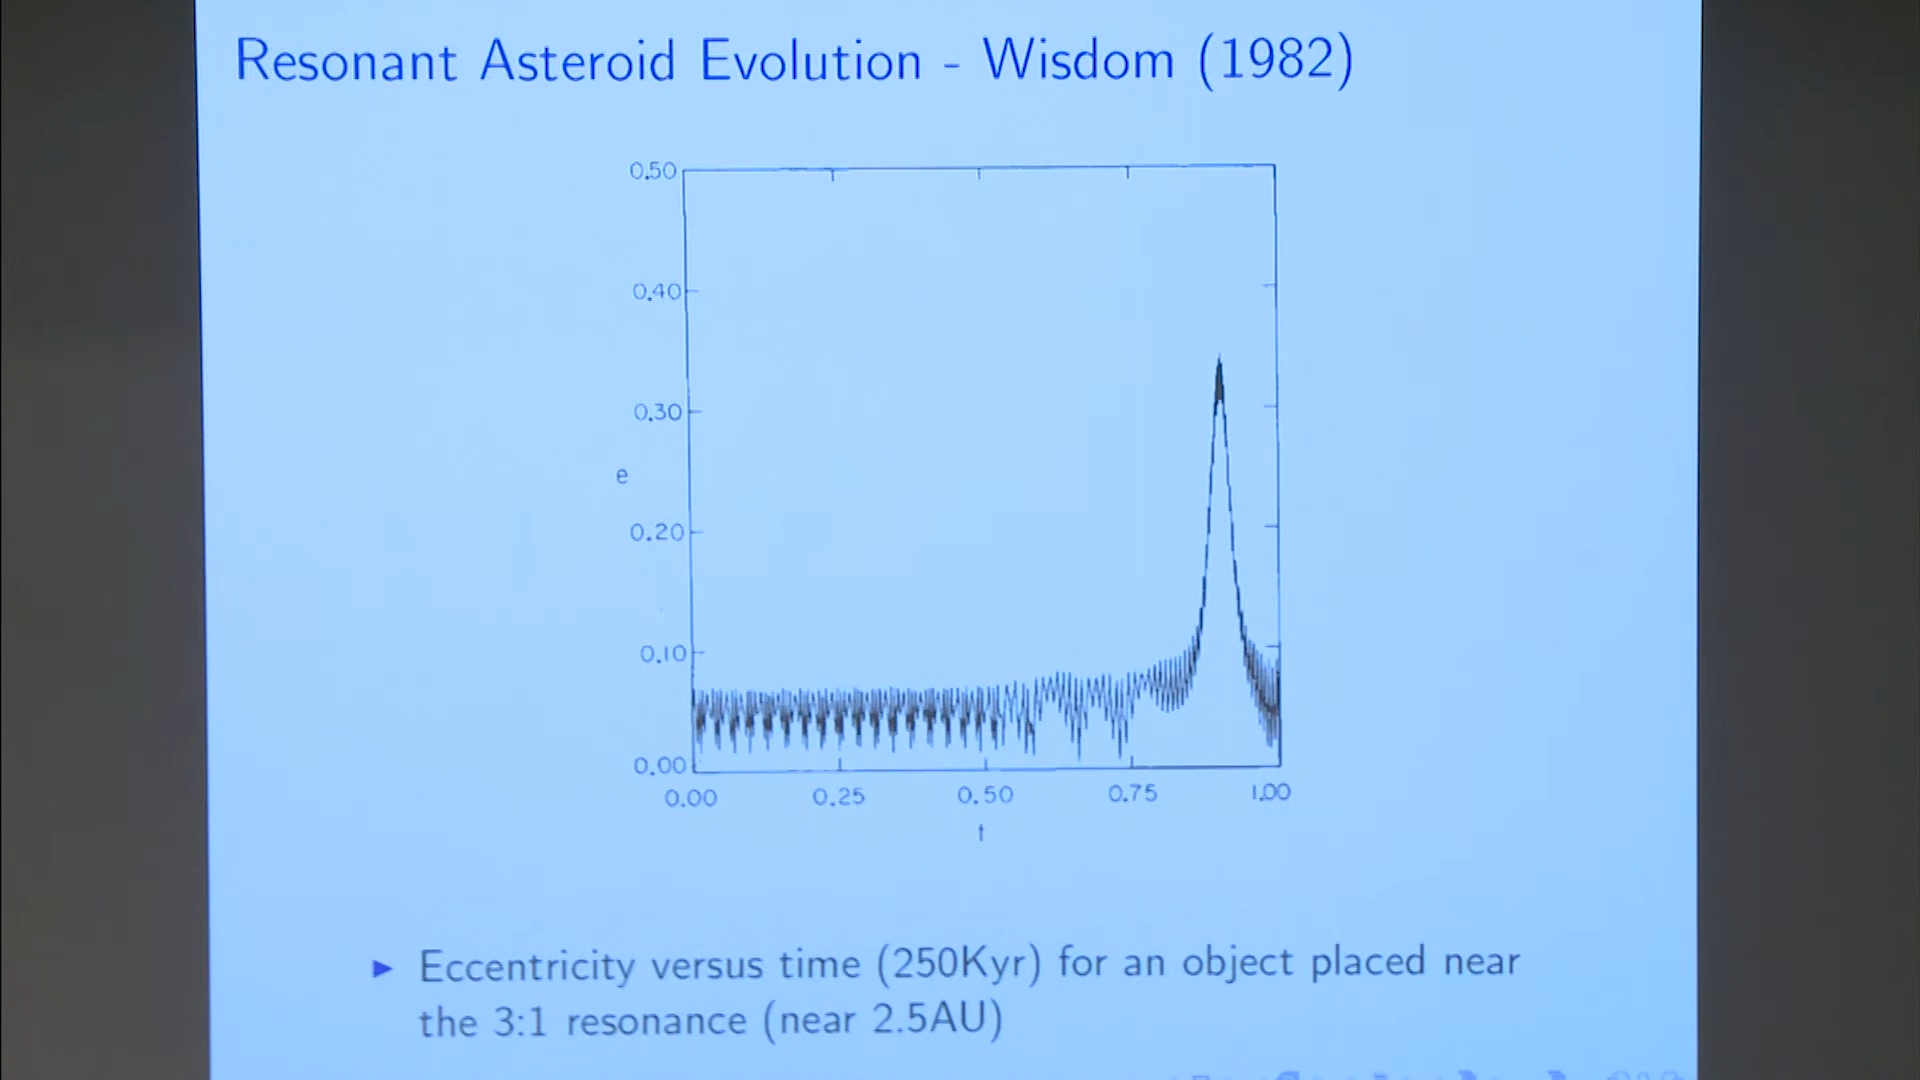 Resonant Asteroid Evolution - Wisdom (1982)
0.50
0.40
0.30
e
0.20
0.10
0.00
0.00 0.25 0.50 0.75 1.00
t
► Eccentricity versus time (250Kyr) for an object placed near
the 3:1 resonance (near 2.5AU)